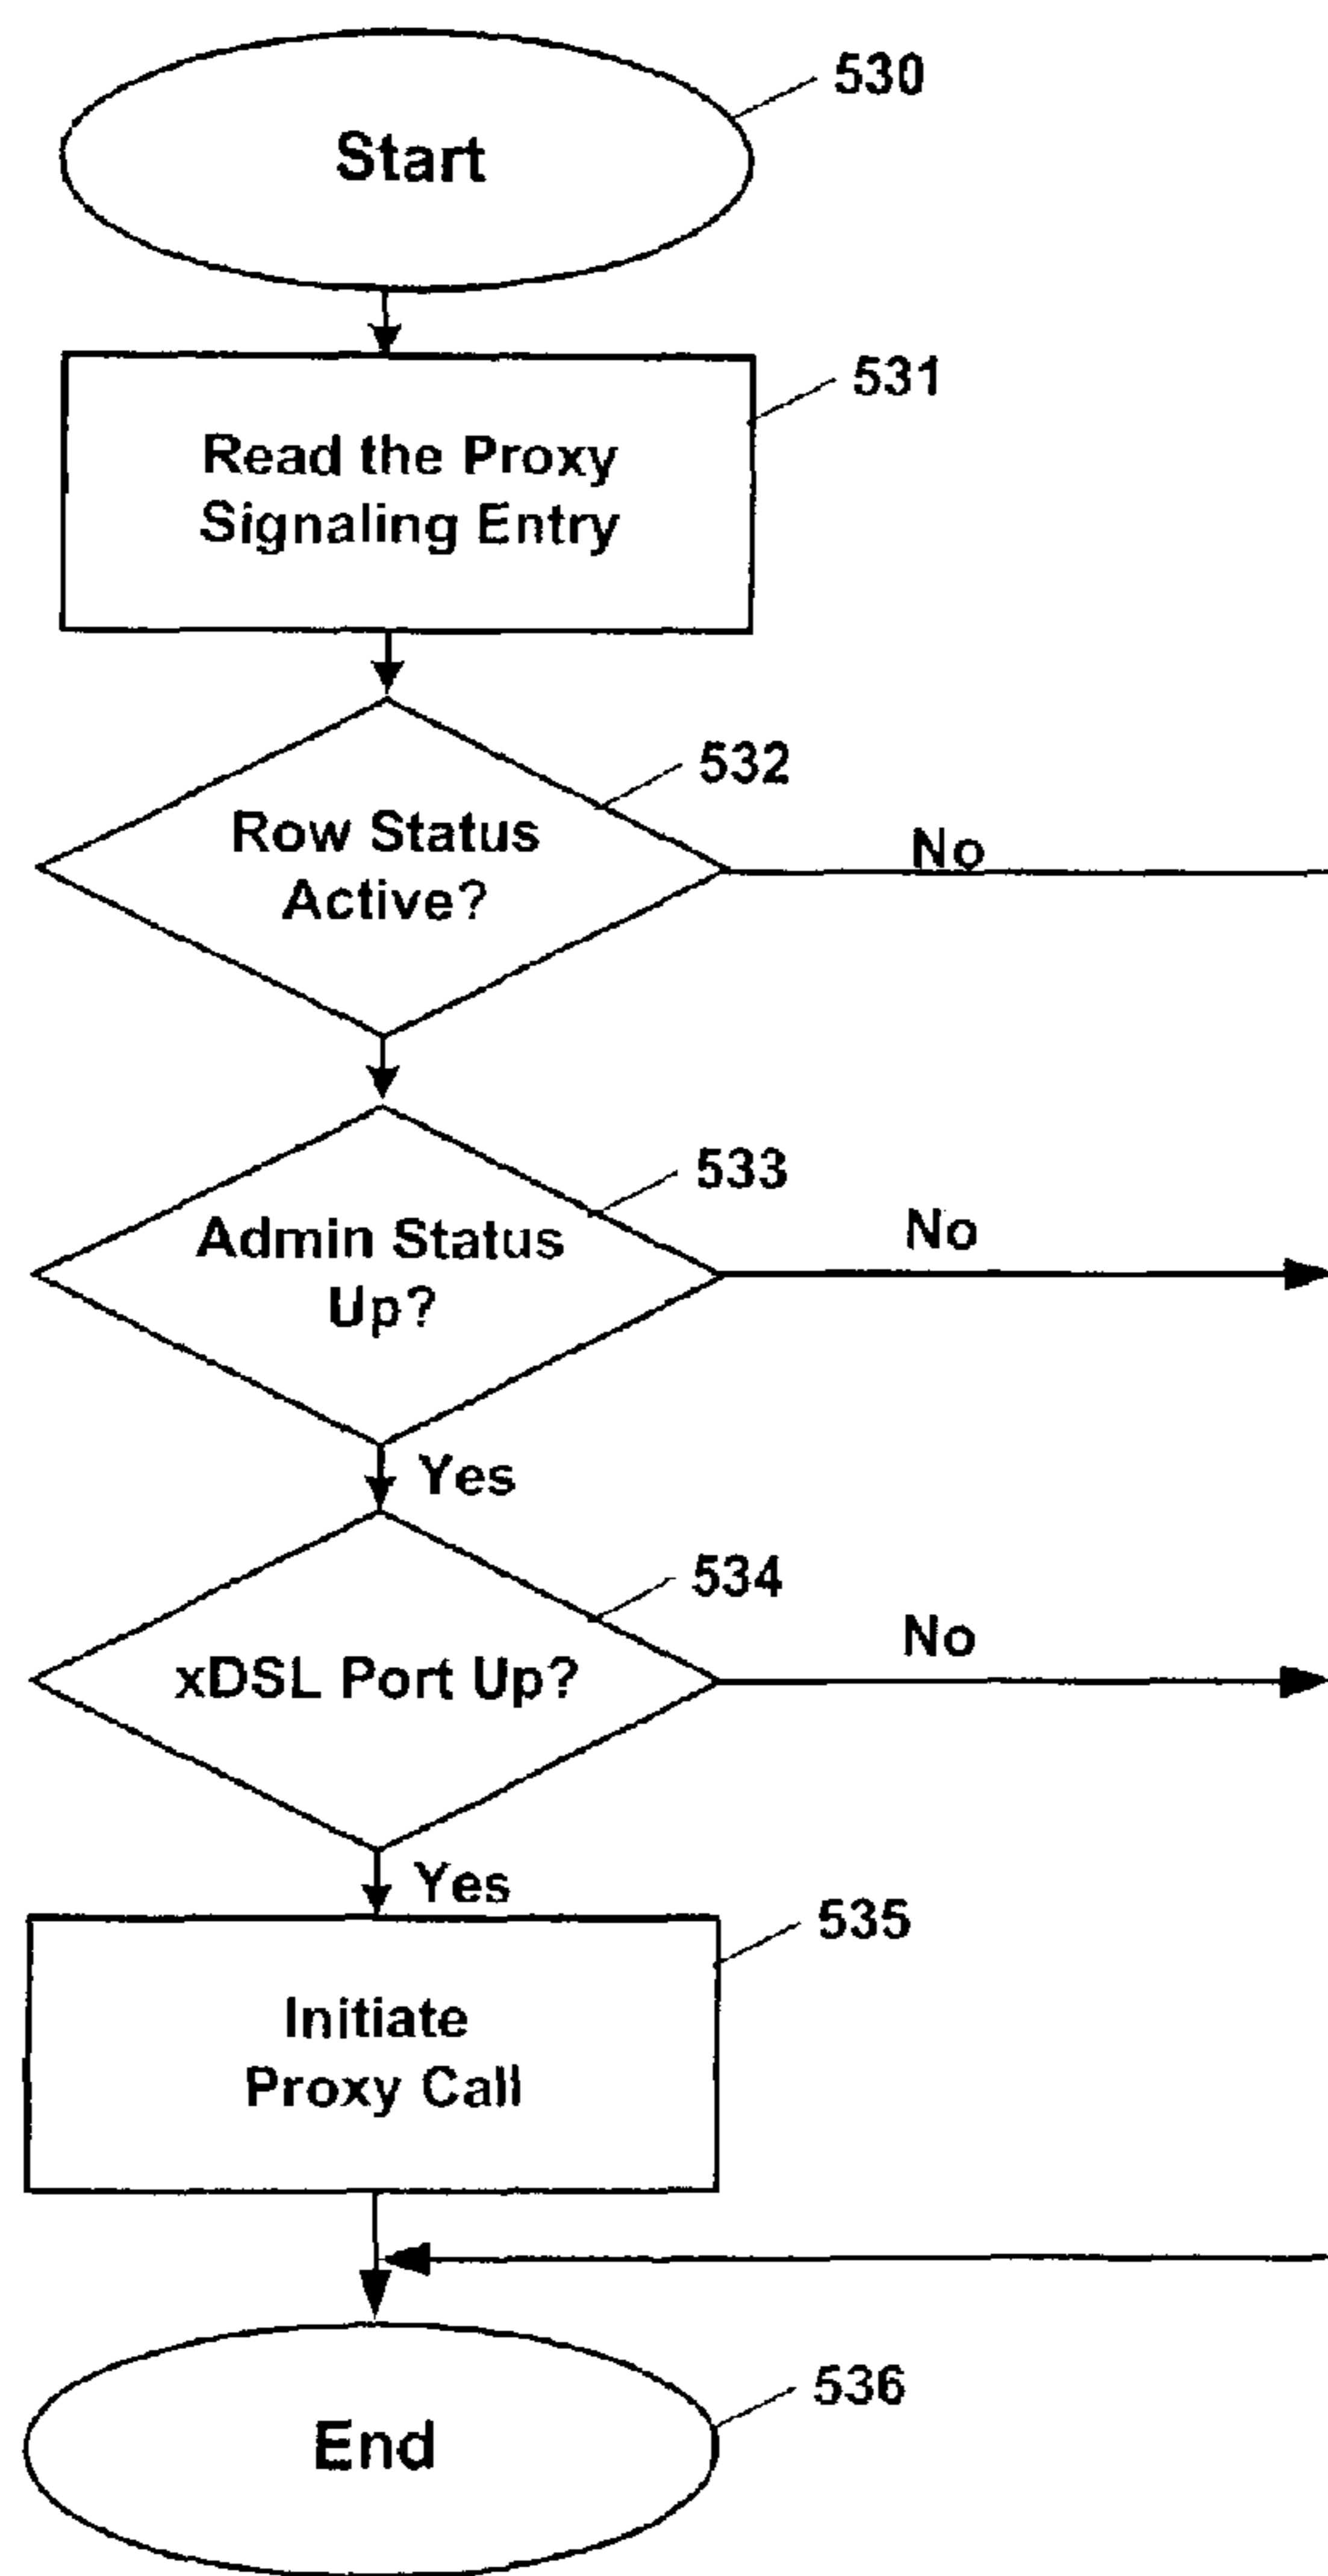 530
Start
531
Read the Proxy
Signaling Entry
532
Row Status
Active?
No
533
Admin Status
Up?
No
Yes
534
xDSL Port Up?
No
Yes
535
Initiate
Proxy Call
536
End